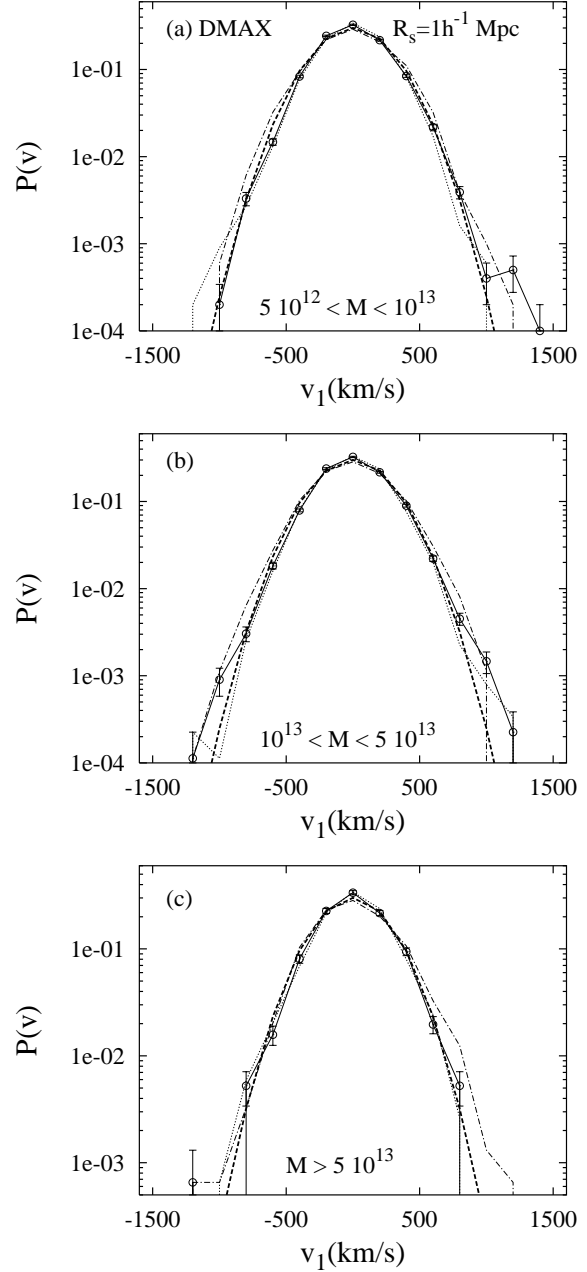 (a) DMAX R_s=1h^-1 Mpc
1e-01
1e-02
1e-03
1e-04
P(v)
5 10^12 < M < 10^13
-1500 -500 500 1500
v_1(km/s)
(b)
1e-01
1e-02
1e-03
1e-04
P(v)
10^13 < M < 5 10^13
-1500 -500 500 1500
v_1(km/s)
(c)
1e-01
1e-02
1e-03
P(v)
M > 5 10^13
-1500 -500 500 1500
v_1(km/s)